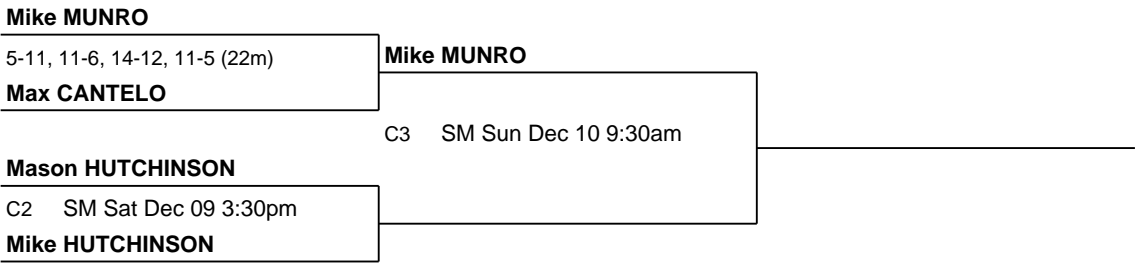 Mike MUNRO
5-11, 11-6, 14-12, 11-5 (22m)
Max CANTELO
Mike MUNRO
C3 SM Sun Dec 10 9:30am
Mason HUTCHINSON
C2 SM Sat Dec 09 3:30pm
Mike HUTCHINSON